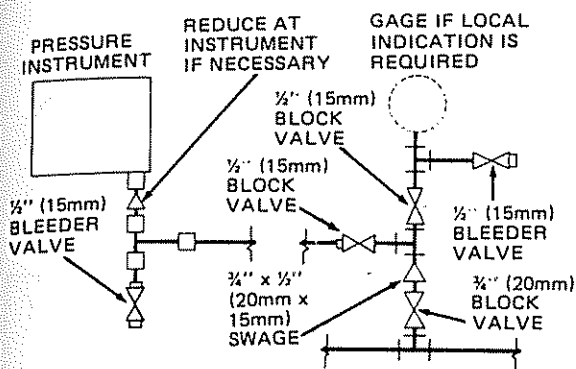 PRESSURE
INSTRUMENT
REDUCE AT
INSTRUMENT
IF NECESSARY
GAGE IF LOCAL
INDICATION IS
REQUIRED
½" (15mm)
BLOCK
VALVE
½" (15mm)
BLOCK
VALVE
½" (15mm)
BLEEDER
VALVE
½" (15mm)
BLEEDER
VALVE
¾" x ½"
(20mm x
15mm)
SWAGE
¾" (20mm)
BLOCK
VALVE